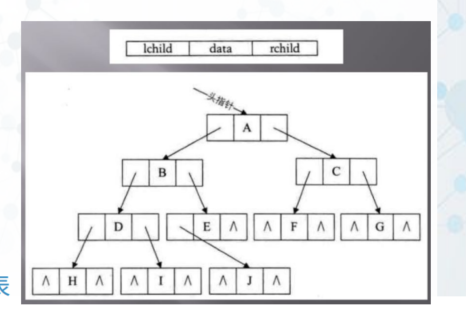 lchild data rchild
头指针
A
B C
D E ∧ ∧ F ∧ ∧ G ∧
∧ H ∧ ∧ I ∧ ∧ J ∧
表